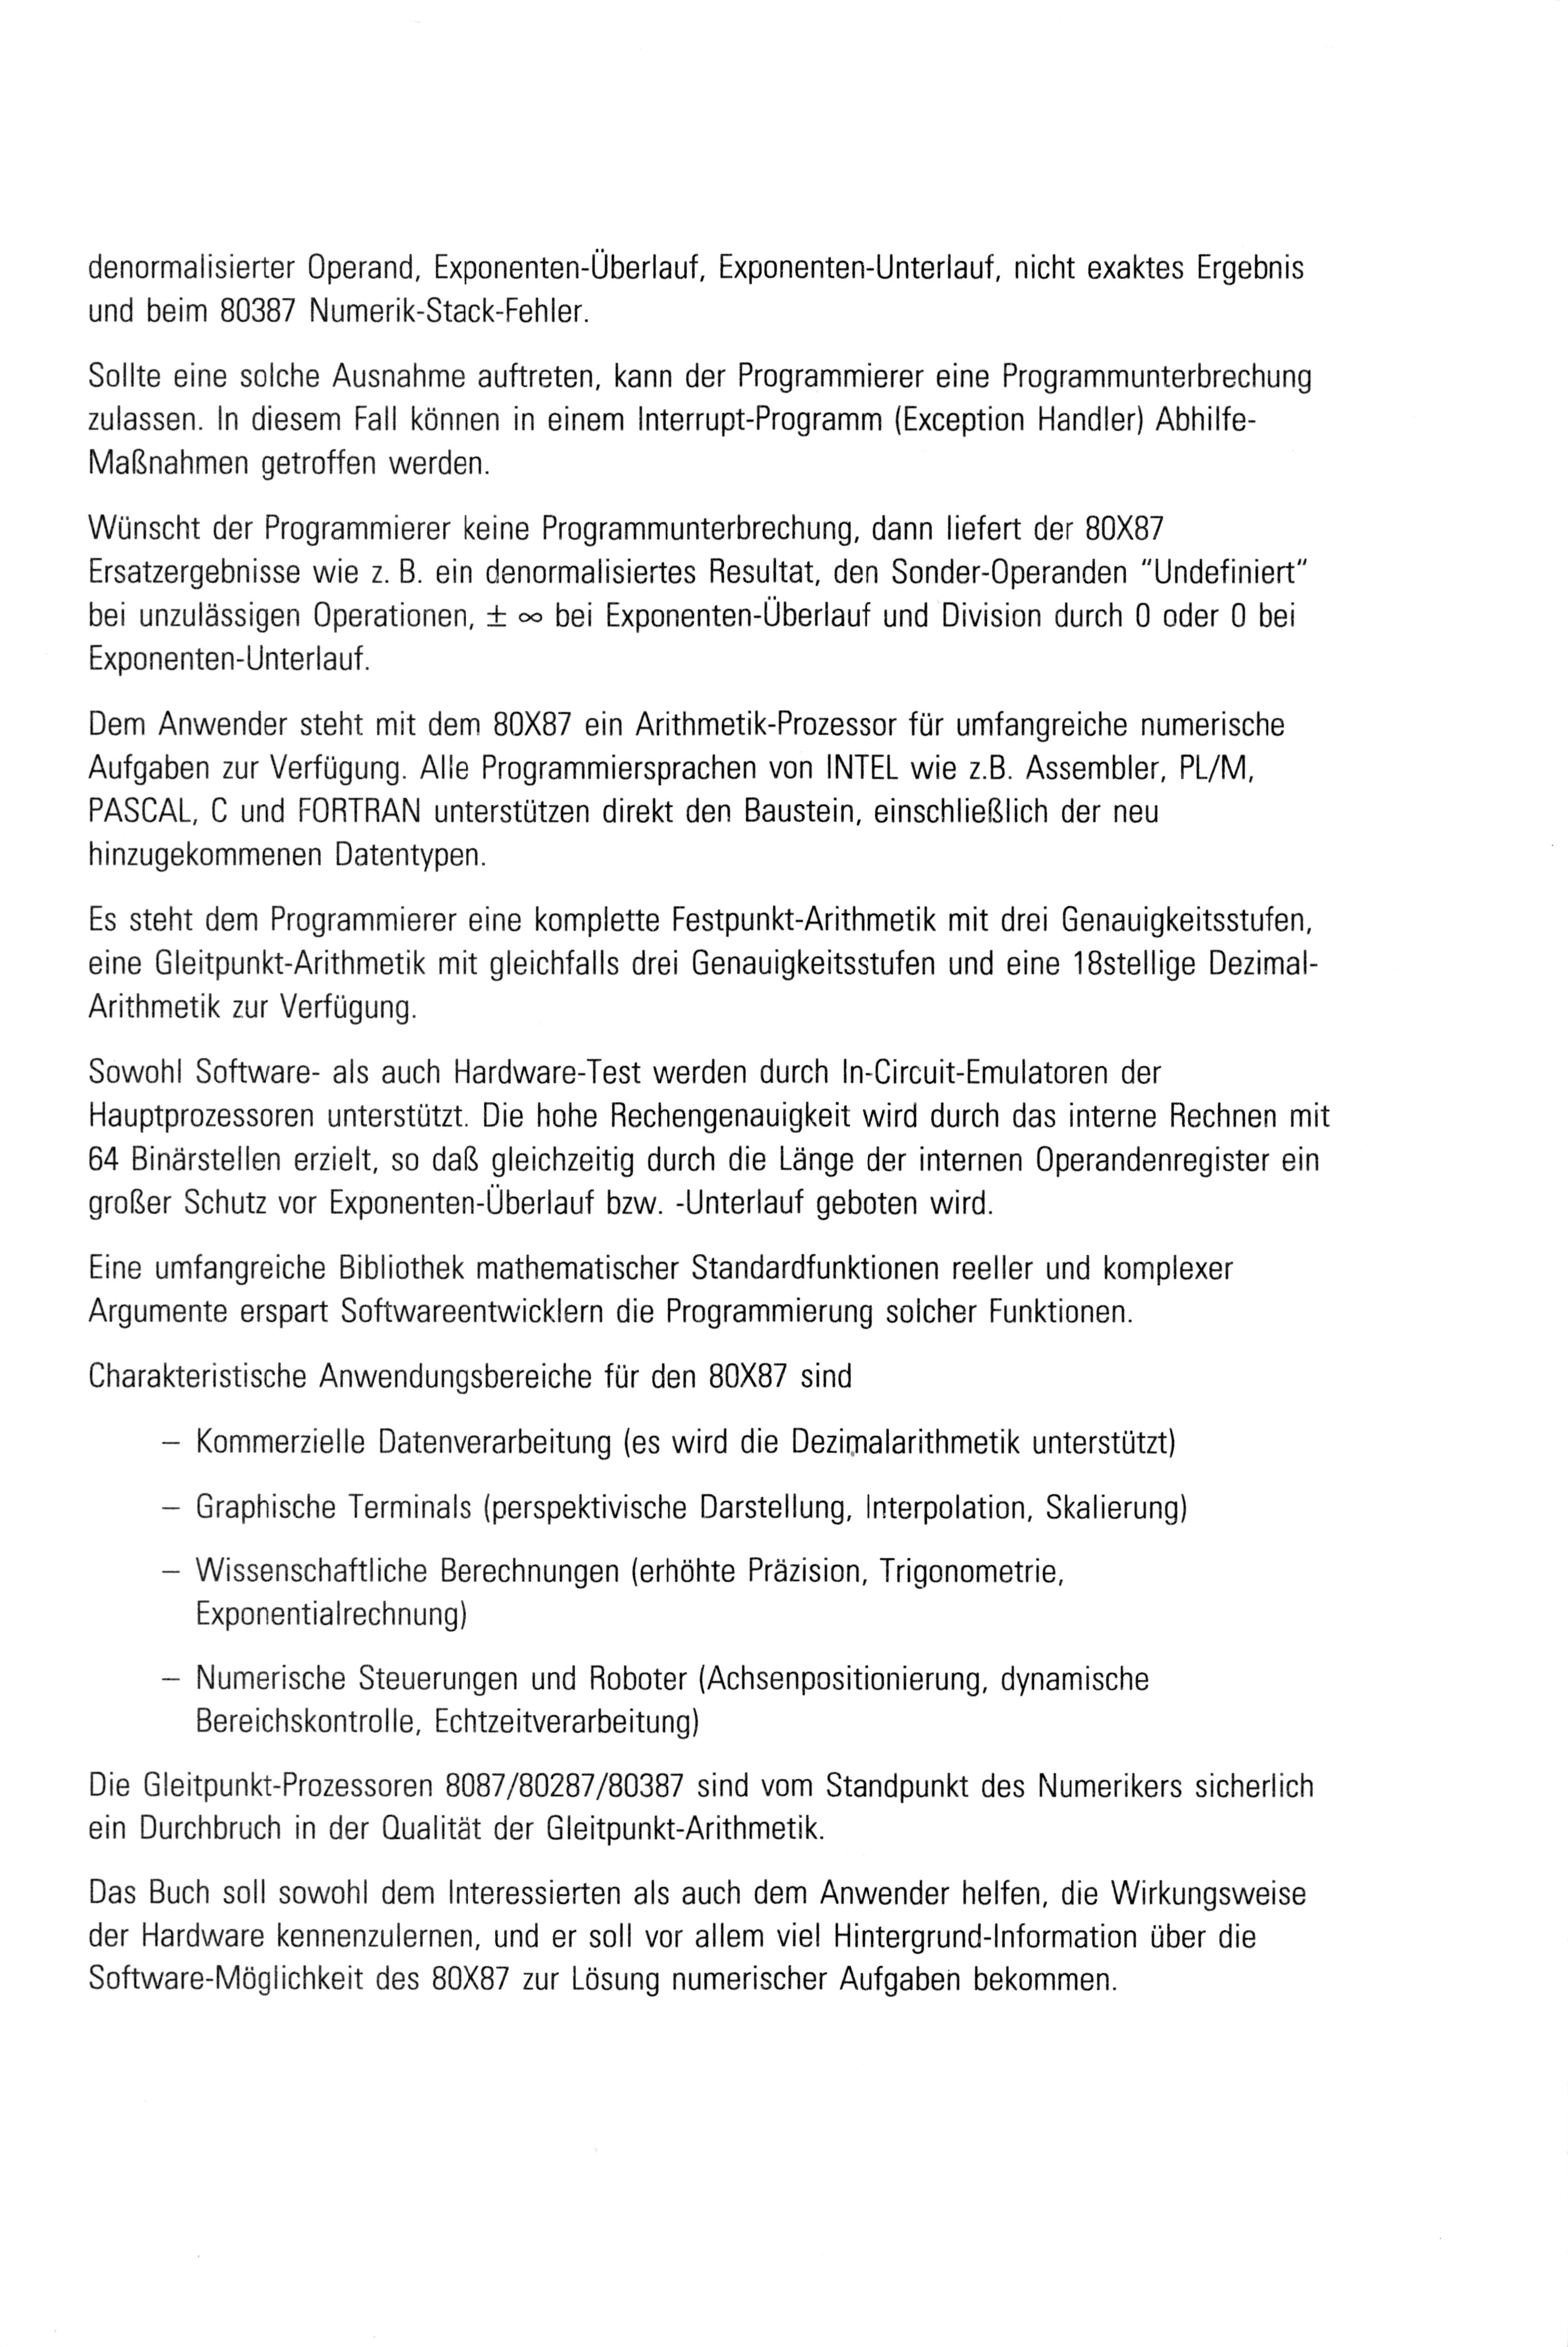 denormalisierter Operand, Exponenten-Überlauf, Exponenten-Unterlauf, nicht exaktes Ergebnis
und beim 80387 Numerik-Stack-Fehler.
Sollte eine solche Ausnahme auftreten, kann der Programmierer eine Programmunterbrechung
zulassen. In diesem Fall können in einem Interrupt-Programm (Exception Handler) Abhilfe-
Maßnahmen getroffen werden.
Wünscht der Programmierer keine Programmunterbrechung, dann liefert der 80X87
Ersatzergebnisse wie z. B. ein denormalisiertes Resultat, den Sonder-Operanden "Undefiniert"
bei unzulässigen Operationen, ± ∞ bei Exponenten-Überlauf und Division durch 0 oder 0 bei
Exponenten-Unterlauf.
Dem Anwender steht mit dem 80X87 ein Arithmetik-Prozessor für umfangreiche numerische
Aufgaben zur Verfügung. Alle Programmiersprachen von INTEL wie z.B. Assembler, PL/M,
PASCAL, C und FORTRAN unterstützen direkt den Baustein, einschließlich der neu
hinzugekommenen Datentypen.
Es steht dem Programmierer eine komplette Festpunkt-Arithmetik mit drei Genauigkeitsstufen,
eine Gleitpunkt-Arithmetik mit gleichfalls drei Genauigkeitsstufen und eine 18stellige Dezimal-
Arithmetik zur Verfügung.
Sowohl Software- als auch Hardware-Test werden durch In-Circuit-Emulatoren der
Hauptprozessoren unterstützt. Die hohe Rechengenauigkeit wird durch das interne Rechnen mit
64 Binärstellen erzielt, so daß gleichzeitig durch die Länge der internen Operandenregister ein
großer Schutz vor Exponenten-Überlauf bzw. -Unterlauf geboten wird.
Eine umfangreiche Bibliothek mathematischer Standardfunktionen reeller und komplexer
Argumente erspart Softwareentwicklern die Programmierung solcher Funktionen.
Charakteristische Anwendungsbereiche für den 80X87 sind
– Kommerzielle Datenverarbeitung (es wird die Dezimalarithmetik unterstützt)
– Graphische Terminals (perspektivische Darstellung, Interpolation, Skalierung)
– Wissenschaftliche Berechnungen (erhöhte Präzision, Trigonometrie,
Exponentialrechnung)
– Numerische Steuerungen und Roboter (Achsenpositionierung, dynamische
Bereichskontrolle, Echtzeitverarbeitung)
Die Gleitpunkt-Prozessoren 8087/80287/80387 sind vom Standpunkt des Numerikers sicherlich
ein Durchbruch in der Qualität der Gleitpunkt-Arithmetik.
Das Buch soll sowohl dem Interessierten als auch dem Anwender helfen, die Wirkungsweise
der Hardware kennenzulernen, und er soll vor allem viel Hintergrund-Information über die
Software-Möglichkeit des 80X87 zur Lösung numerischer Aufgaben bekommen.